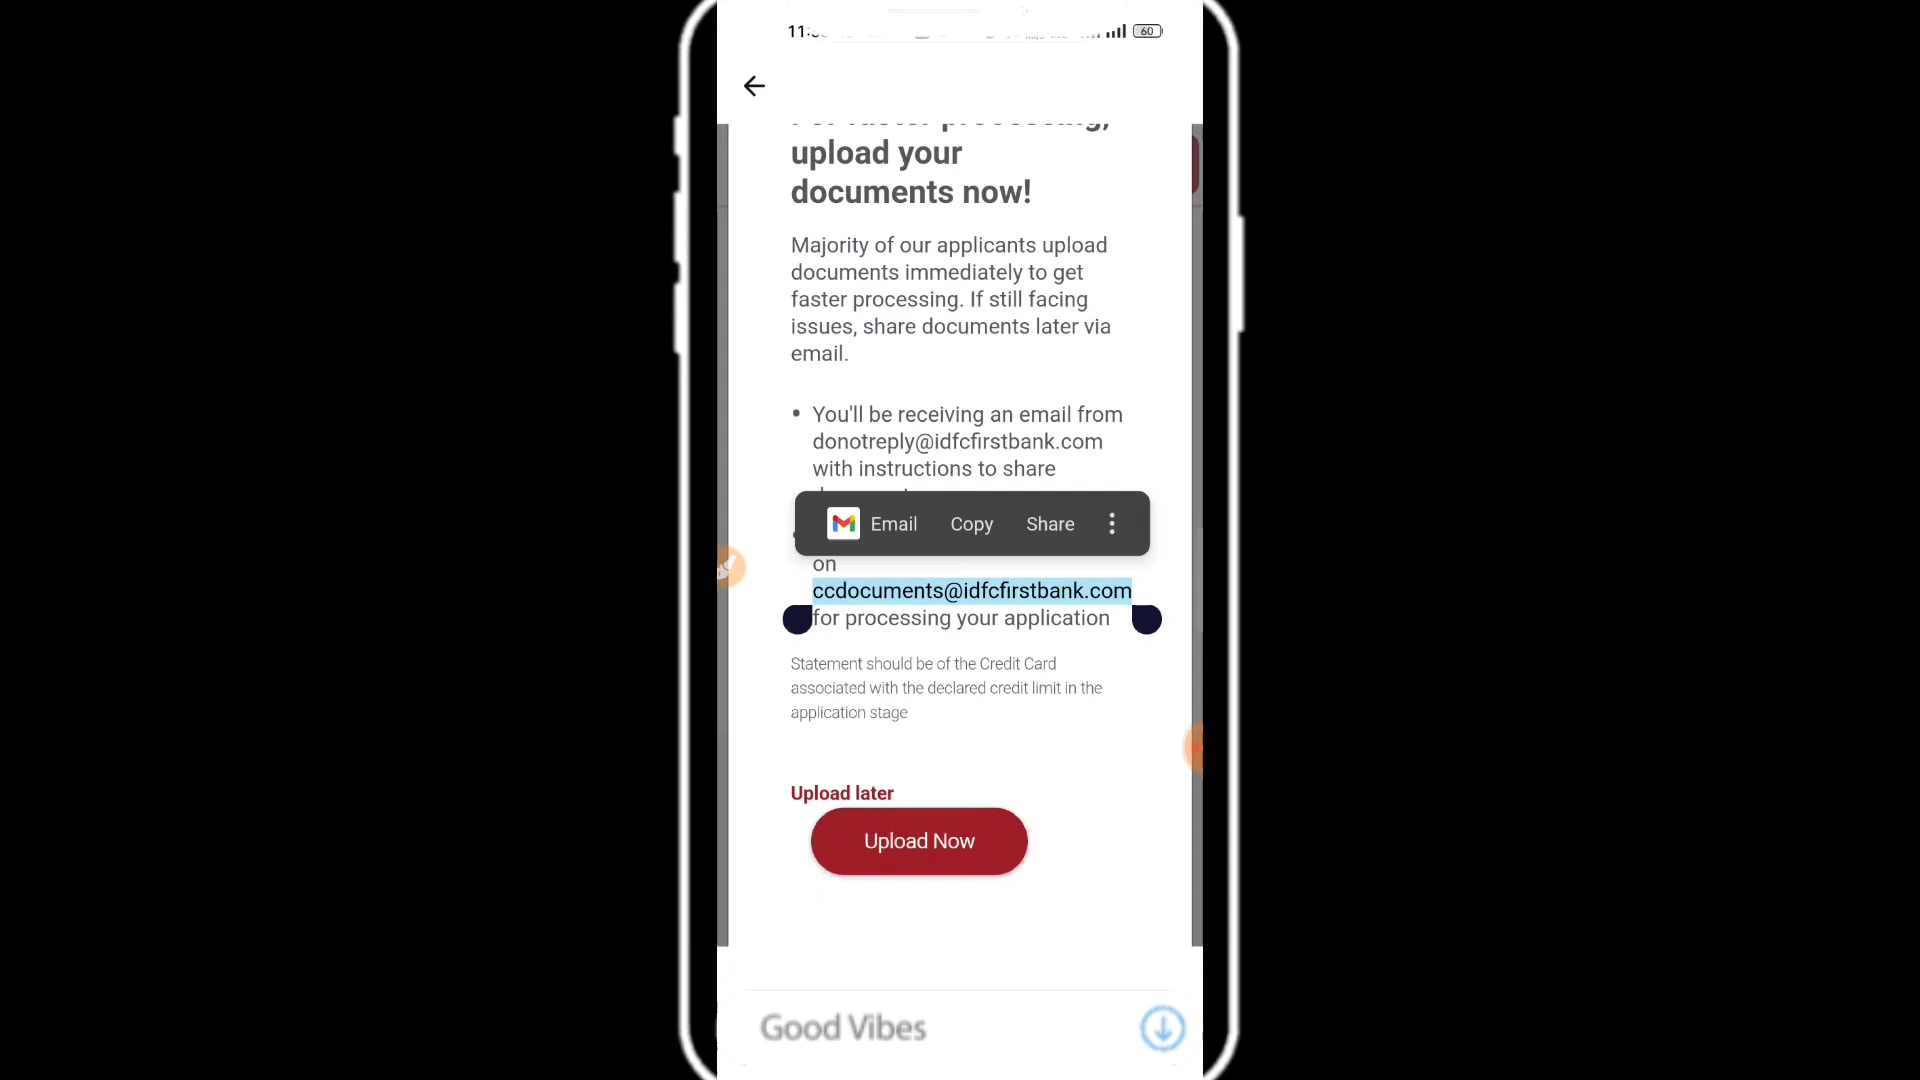 60
upload your
documents now!
Majority of our applicants upload
documents immediately to get
faster processing. If still facing
issues, share documents later via
email.
• You'll be receiving an email from
donotreply@idfcfirstbank.com
with instructions to share
Email Copy Share
on
ccdocuments@idfcfirstbank.com
for processing your application
Statement should be of the Credit Card
associated with the declared credit limit in the
application stage
Upload later
Upload Now
Good Vibes